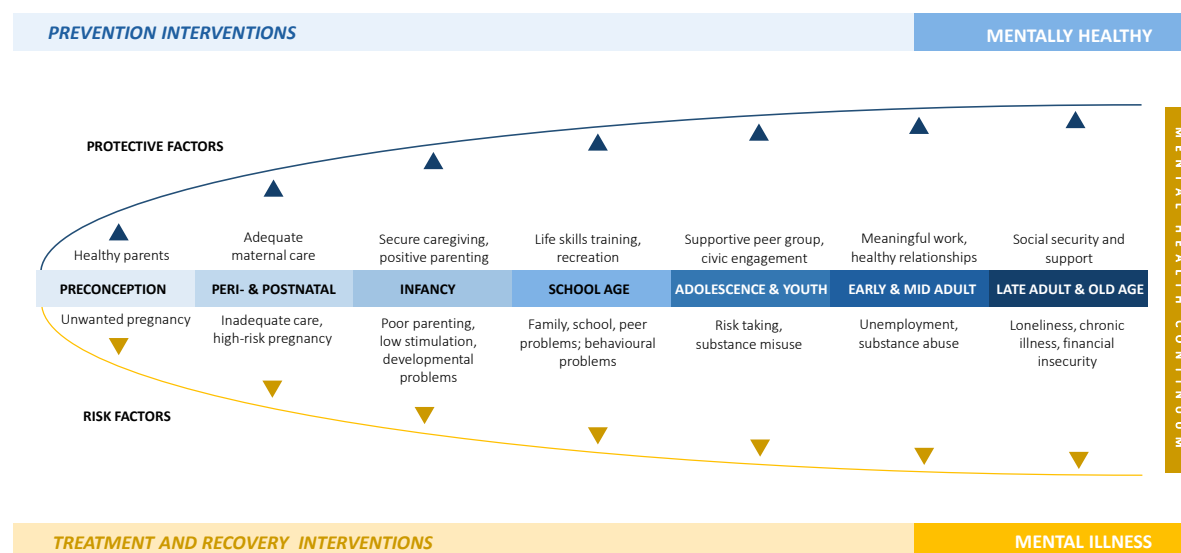 PREVENTION INTERVENTIONS
MENTALLY HEALTHY
PROTECTIVE FACTORS
Healthy parents
Adequate
maternal care
Secure caregiving,
positive parenting
Life skills training,
recreation
Supportive peer group,
civic engagement
Meaningful work,
healthy relationships
Social security and
support
PRECONCEPTION
PERI- & POSTNATAL
INFANCY
SCHOOL AGE
ADOLESCENCE & YOUTH
EARLY & MID ADULT
LATE ADULT & OLD AGE
Unwanted pregnancy
Inadequate care,
high-risk pregnancy
Poor parenting,
low stimulation,
developmental
problems
Family, school, peer
problems; behavioural
problems
Risk taking,
substance misuse
Unemployment,
substance abuse
Loneliness, chronic
illness, financial
insecurity
RISK FACTORS
MENTAL HEALTH CONTINUUM
TREATMENT AND RECOVERY INTERVENTIONS
MENTAL ILLNESS